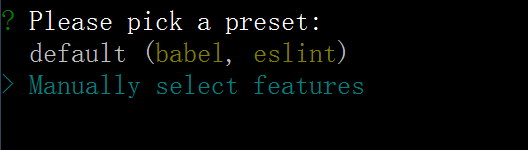 ? Please pick a preset:
default (babel, eslint)
> Manually select features